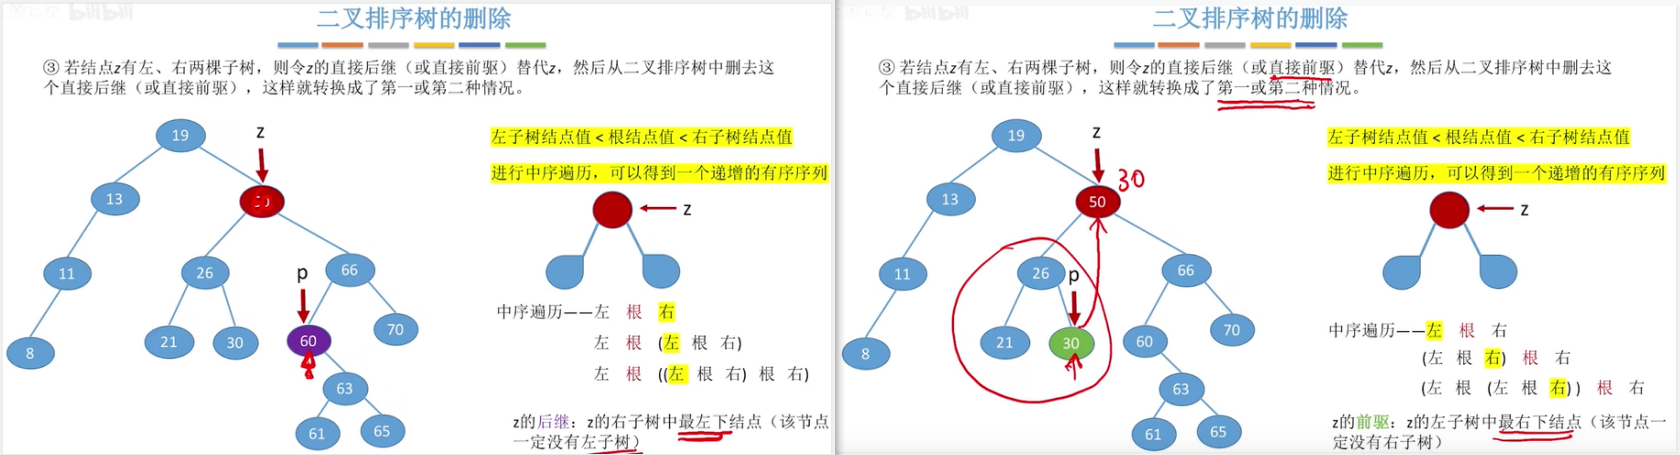 二叉排序树的删除
③ 若结点z有左、右两棵子树，则令z的直接后继（或直接前驱）替代z，然后从二叉排序树中删去这
个直接后继（或直接前驱），这样就转换成了第一或第二种情况。
19
z
左子树结点值 < 根结点值 < 右子树结点值
进行中序遍历，可以得到一个递增的有序序列
13
z
11
26
p
66
中序遍历——左 根 右
8
21
30
60
70
左 根 (左 根 右)
左 根 ((左 根 右) 根 右)
63
61
65
z的后继：z的右子树中最左下结点（该节点
一定没有左子树）
二叉排序树的删除
③ 若结点z有左、右两棵子树，则令z的直接后继（或直接前驱）替代z，然后从二叉排序树中删去这
个直接后继（或直接前驱），这样就转换成了第一或第二种情况。
19
z
左子树结点值 < 根结点值 < 右子树结点值
进行中序遍历，可以得到一个递增的有序序列
30
13
50
z
11
26
p
66
中序遍历——左 根 右
8
21
30
60
70
(左 根 右) 根 右
(左 根 (左 根 右) ) 根 右
63
61
65
z的前驱：z的左子树中最右下结点（该节点一
定没有右子树）